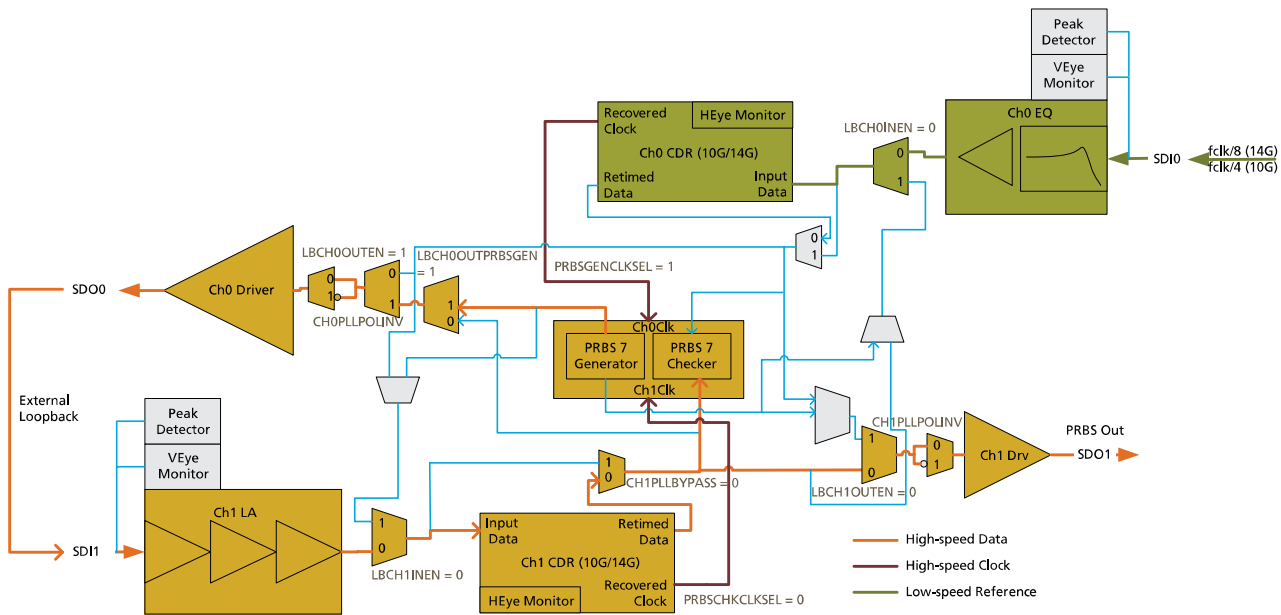 Peak
Detector
VEye
Monitor
Ch0 EQ
SDI0
fclk/8 (14G)
fclk/4 (10G)
Recovered
Clock
HEye Monitor
Ch0 CDR (10G/14G)
Retimed
Data
Input
Data
LBCH0INEN = 0
0
1
0
1
PRBSGENCLKSEL = 1
LBCH0OUTEN = 1
LBCH0OUTPRBSGEN
= 1
SDO0
Ch0 Driver
0
1
0
1
1
0
CH0PLLPOLINV
Ch0Clk
PRBS 7
Generator
PRBS 7
Checker
Ch1Clk
External
Loopback
Peak
Detector
VEye
Monitor
Ch1 LA
SDI1
1
0
LBCH1INEN = 0
Input
Data
Retimed
Data
Ch1 CDR (10G/14G)
HEye Monitor
Recovered
Clock
PRBSCHKCLKSEL = 0
1
0
CH1PLLBYPASS = 0
1
0
LBCH1OUTEN = 0
CH1PLLPOLINV
0
1
Ch1 Drv
PRBS Out
SDO1
High-speed Data
High-speed Clock
Low-speed Reference